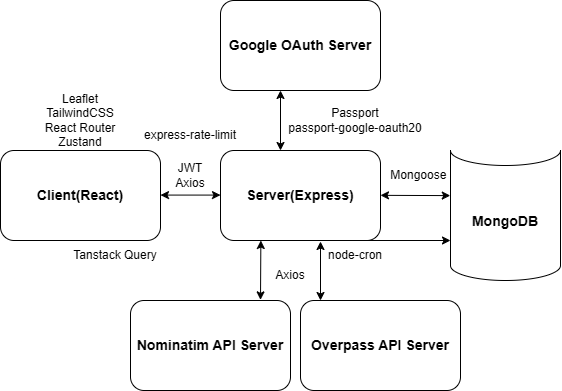 Google OAuth Server
Leaflet
TailwindCSS
React Router
Zustand
express-rate-limit
Passport
passport-google-oauth20
Client(React)
JWT
Axios
Server(Express)
Mongoose
MongoDB
Tanstack Query
node-cron
Axios
Nominatim API Server
Overpass API Server